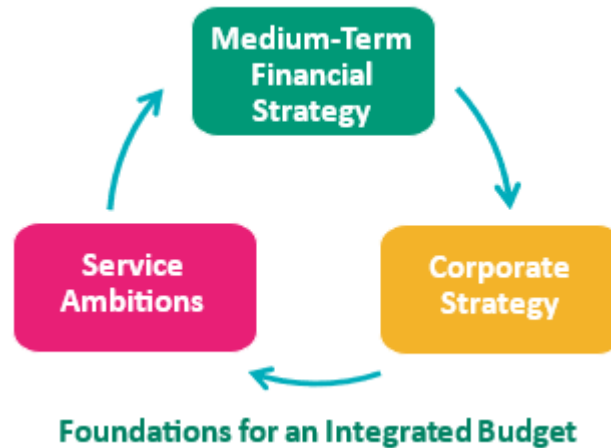 Medium-Term
Financial
Strategy
Service
Ambitions
Corporate
Strategy
Foundations for an Integrated Budget